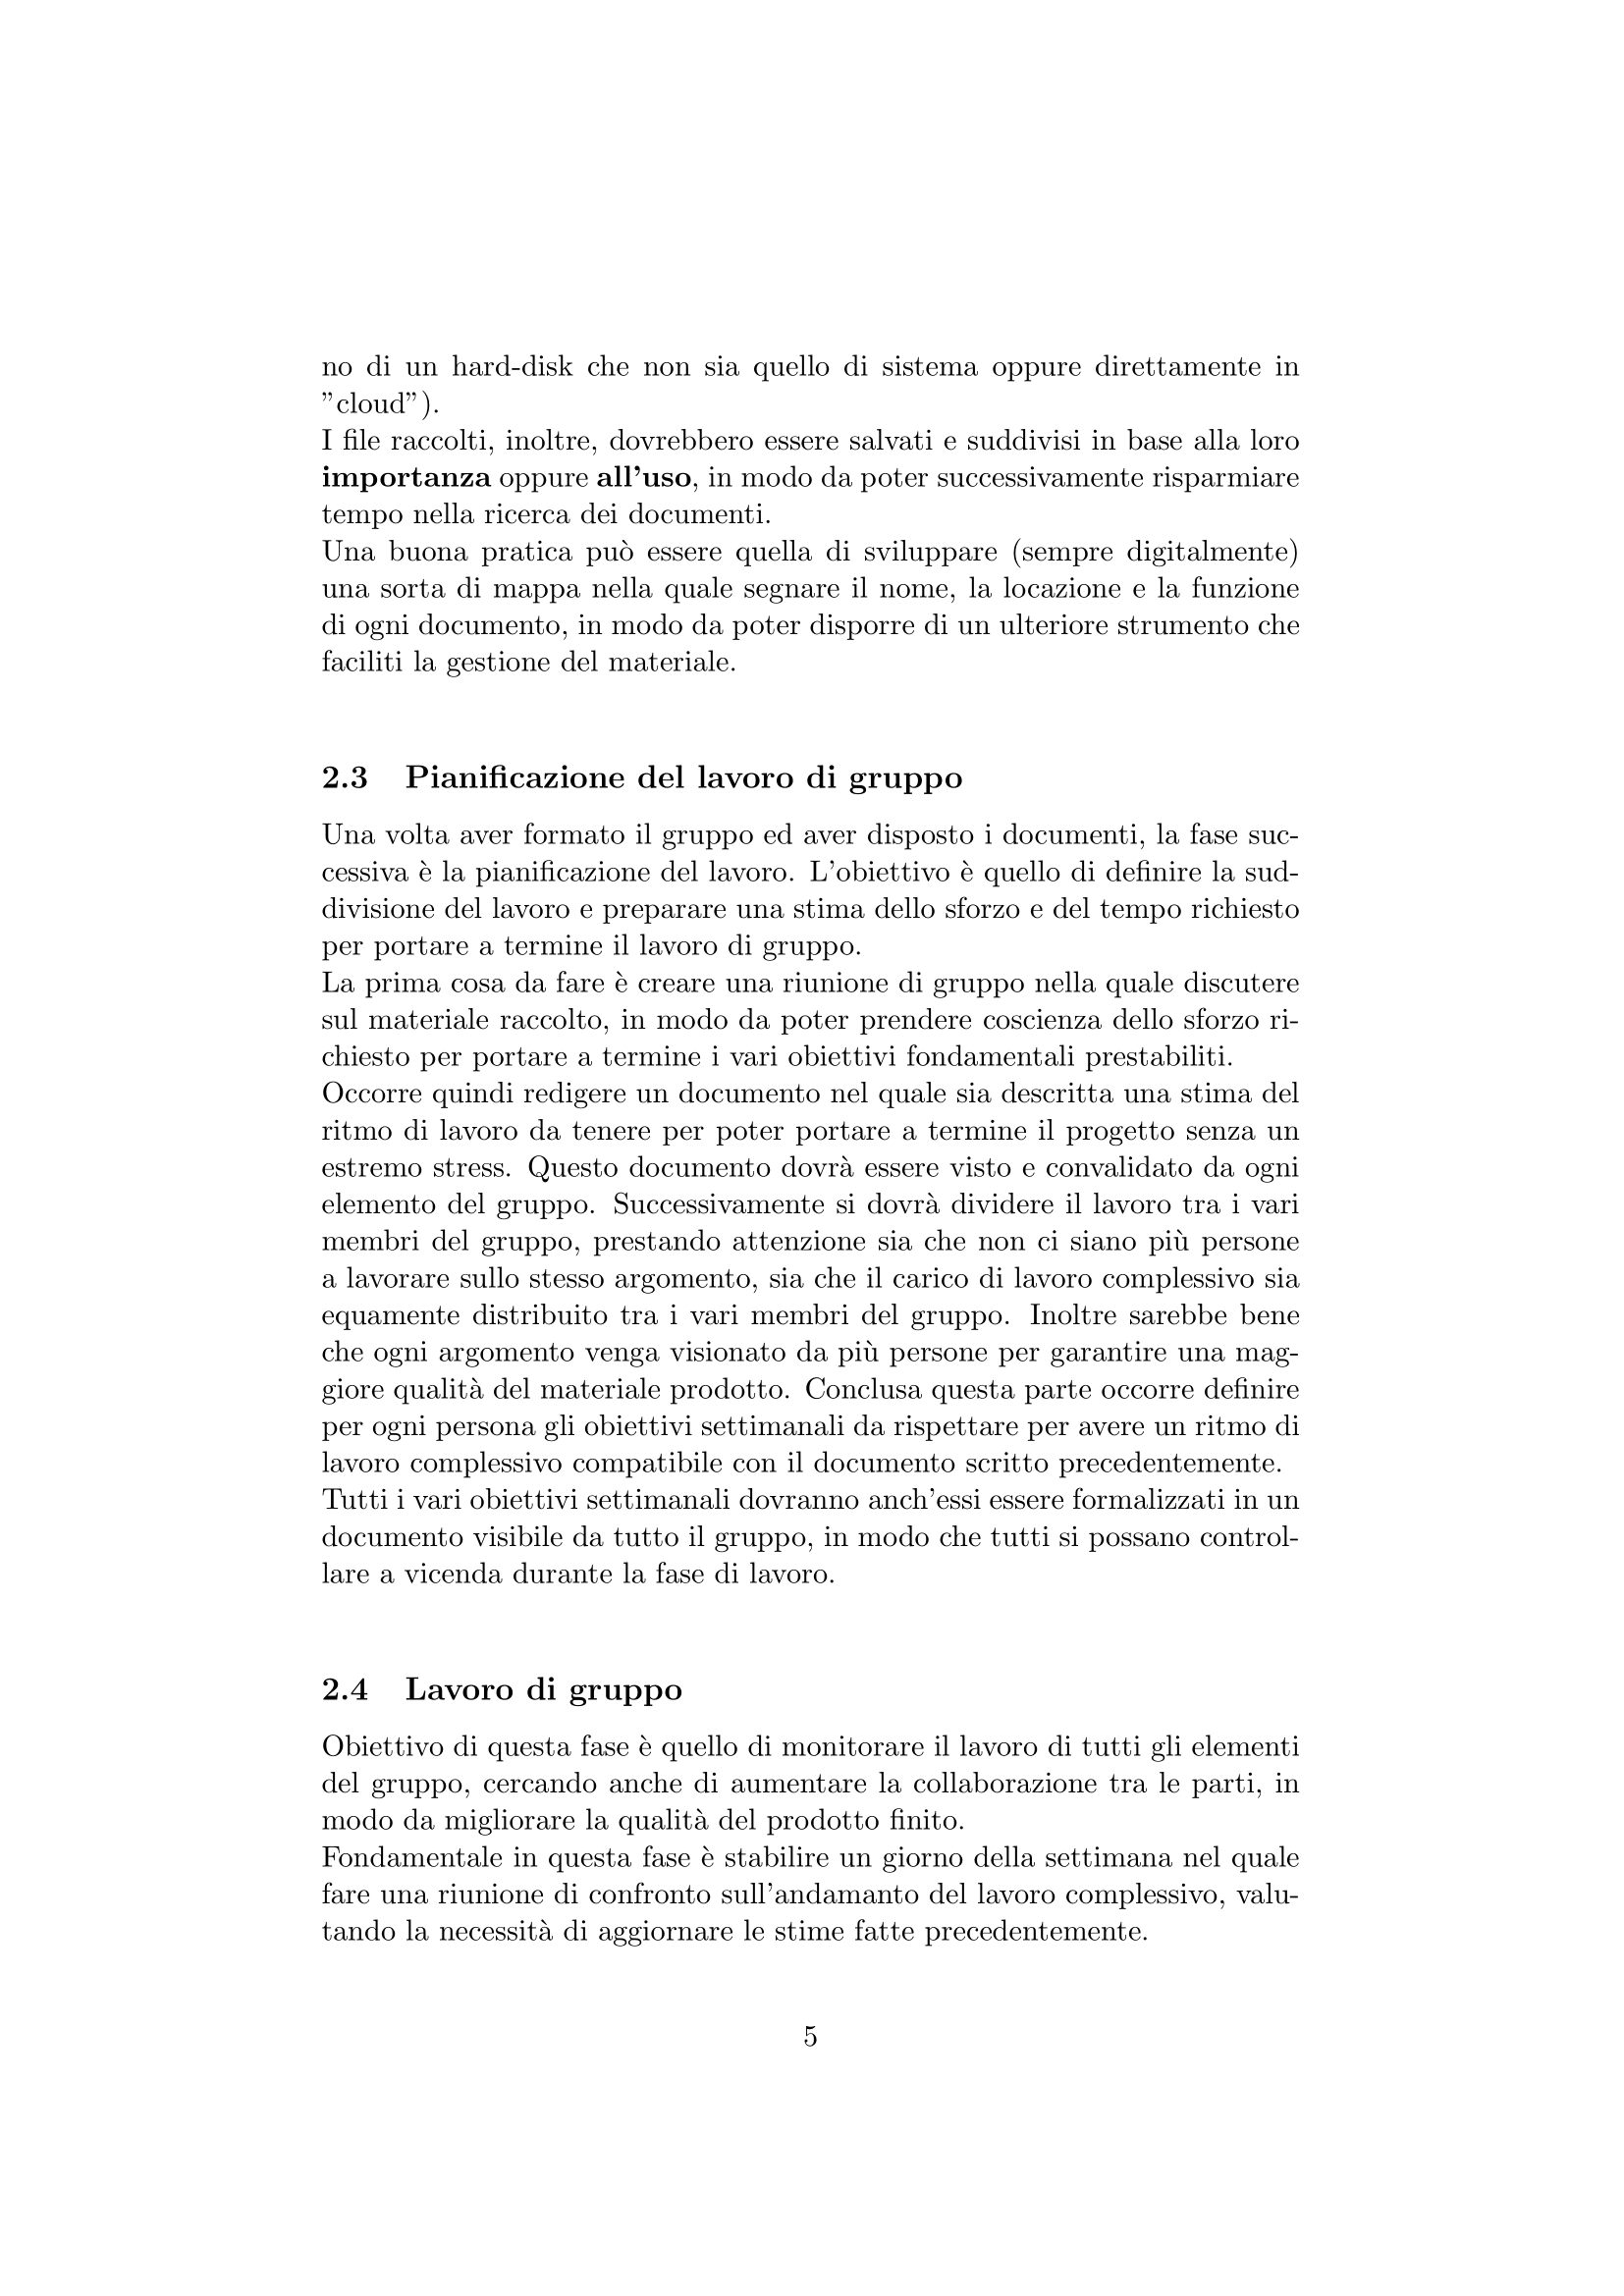 no di un hard-disk che non sia quello di sistema oppure direttamente in
”cloud”).
I file raccolti, inoltre, dovrebbero essere salvati e suddivisi in base alla loro
importanza oppure all’uso, in modo da poter successivamente risparmiare
tempo nella ricerca dei documenti.
Una buona pratica può essere quella di sviluppare (sempre digitalmente)
una sorta di mappa nella quale segnare il nome, la locazione e la funzione
di ogni documento, in modo da poter disporre di un ulteriore strumento che
faciliti la gestione del materiale.
2.3 Pianificazione del lavoro di gruppo
Una volta aver formato il gruppo ed aver disposto i documenti, la fase suc-
cessiva è la pianificazione del lavoro. L’obiettivo è quello di definire la sud-
divisione del lavoro e preparare una stima dello sforzo e del tempo richiesto
per portare a termine il lavoro di gruppo.
La prima cosa da fare è creare una riunione di gruppo nella quale discutere
sul materiale raccolto, in modo da poter prendere coscienza dello sforzo ri-
chiesto per portare a termine i vari obiettivi fondamentali prestabiliti.
Occorre quindi redigere un documento nel quale sia descritta una stima del
ritmo di lavoro da tenere per poter portare a termine il progetto senza un
estremo stress. Questo documento dovrà essere visto e convalidato da ogni
elemento del gruppo. Successivamente si dovrà dividere il lavoro tra i vari
membri del gruppo, prestando attenzione sia che non ci siano più persone
a lavorare sullo stesso argomento, sia che il carico di lavoro complessivo sia
equamente distribuito tra i vari membri del gruppo. Inoltre sarebbe bene
che ogni argomento venga visionato da più persone per garantire una mag-
giore qualità del materiale prodotto. Conclusa questa parte occorre definire
per ogni persona gli obiettivi settimanali da rispettare per avere un ritmo di
lavoro complessivo compatibile con il documento scritto precedentemente.
Tutti i vari obiettivi settimanali dovranno anch’essi essere formalizzati in un
documento visibile da tutto il gruppo, in modo che tutti si possano control-
lare a vicenda durante la fase di lavoro.
2.4 Lavoro di gruppo
Obiettivo di questa fase è quello di monitorare il lavoro di tutti gli elementi
del gruppo, cercando anche di aumentare la collaborazione tra le parti, in
modo da migliorare la qualità del prodotto finito.
Fondamentale in questa fase è stabilire un giorno della settimana nel quale
fare una riunione di confronto sull’andamanto del lavoro complessivo, valu-
tando la necessità di aggiornare le stime fatte precedentemente.
5